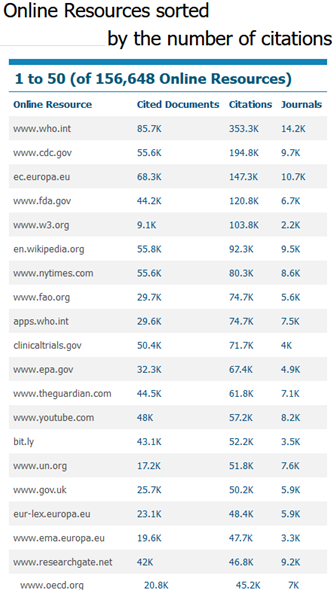 Online Resources sorted
by the number of citations
1 to 50 (of 156,648 Online Resources)
Online Resource Cited Documents Citations Journals
www.who.int 85.7K 353.3K 14.2K
www.cdc.gov 55.6K 194.8K 9.7K
ec.europa.eu 68.3K 147.3K 10.7K
www.fda.gov 44.2K 120.8K 6.7K
www.w3.org 9.1K 103.8K 2.2K
en.wikipedia.org 55.8K 92.3K 9.5K
www.nytimes.com 55.6K 80.3K 8.6K
www.fao.org 29.7K 74.7K 5.6K
apps.who.int 29.6K 74.7K 7.5K
clinicaltrials.gov 50.4K 71.7K 4K
www.epa.gov 32.3K 67.4K 4.9K
www.theguardian.com 44.5K 61.8K 7.1K
www.youtube.com 48K 57.2K 8.2K
bit.ly 43.1K 52.2K 3.5K
www.un.org 17.2K 51.8K 7.6K
www.gov.uk 25.7K 50.2K 5.9K
eur-lex.europa.eu 23.1K 48.4K 5.9K
www.ema.europa.eu 19.6K 47.7K 3.3K
www.researchgate.net 42K 46.8K 9.2K
www.oecd.org 20.8K 45.2K 7K